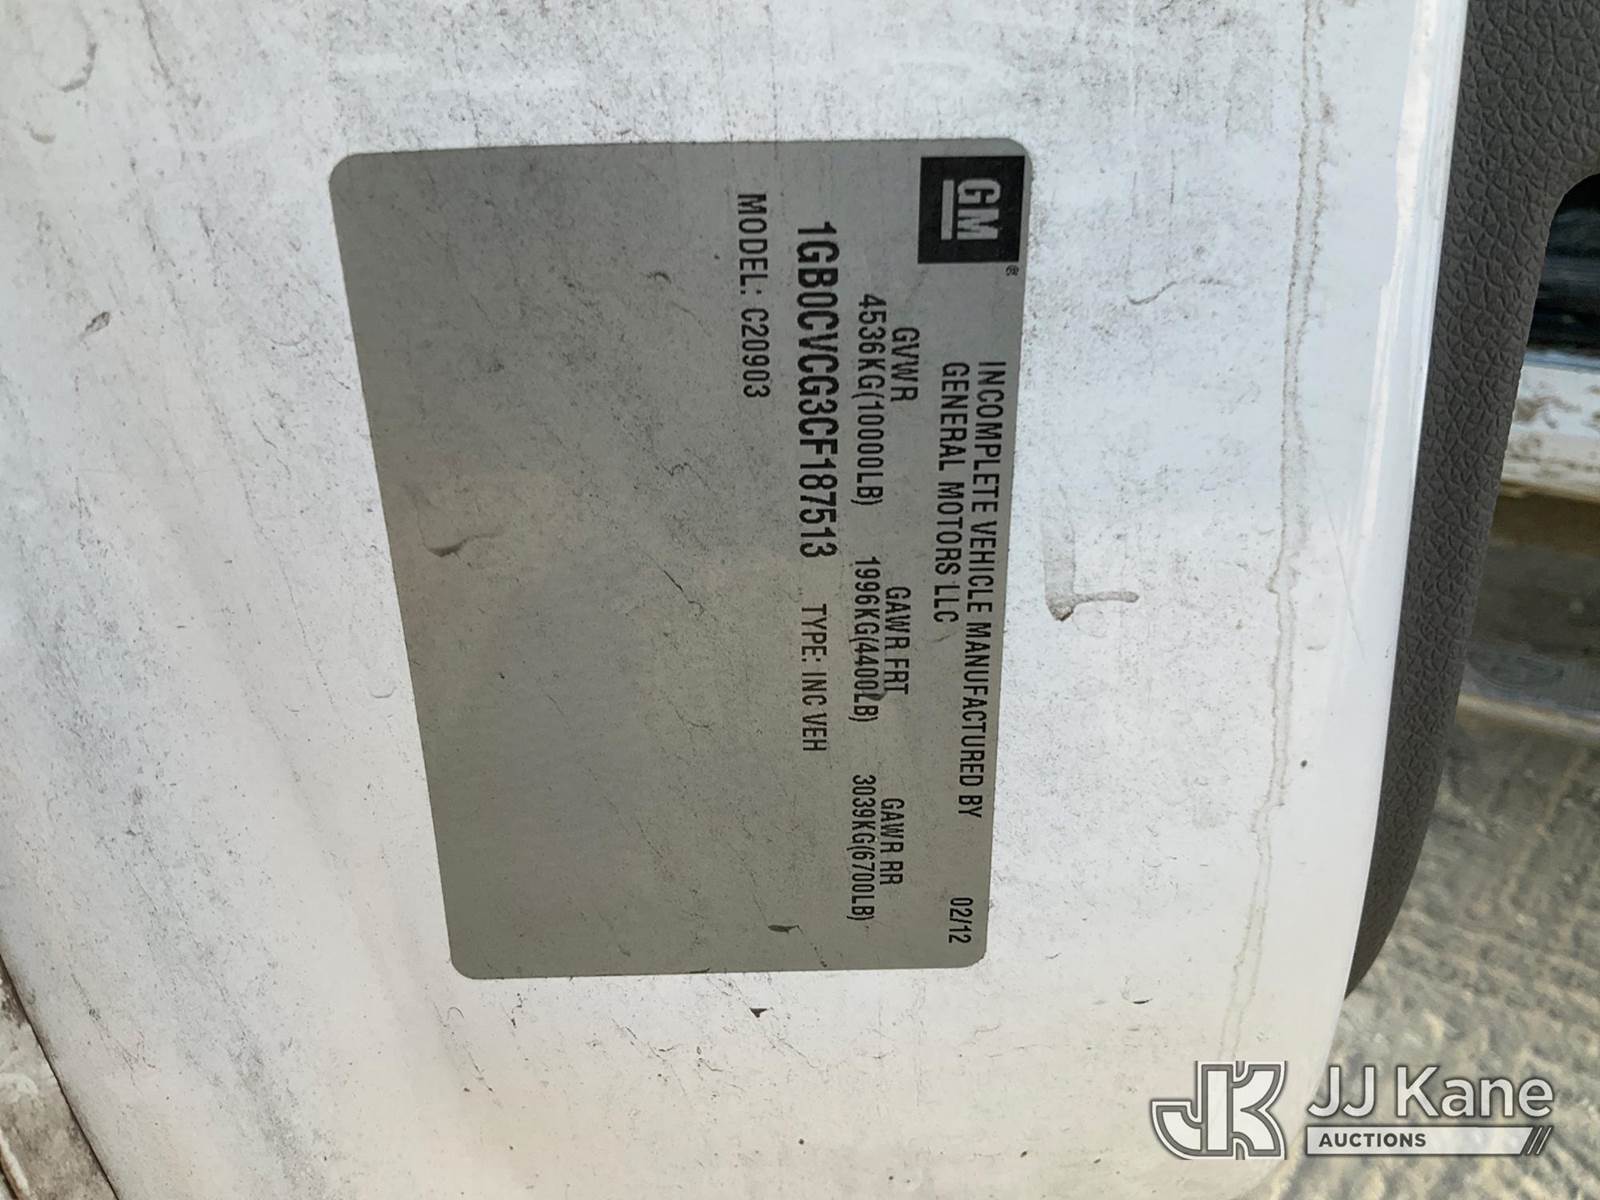 GM®
INCOMPLETE VEHICLE MANUFACTURED BY
GENERAL MOTORS LLC 02/12
GVWR GAWR FRT GAWR RR
4536KG(10000LB) 1996KG(4400LB) 3039KG(6700LB)
1GB0CVCG3CF187513 TYPE: INC VEH
MODEL: C20903
JK JJ Kane
AUCTIONS